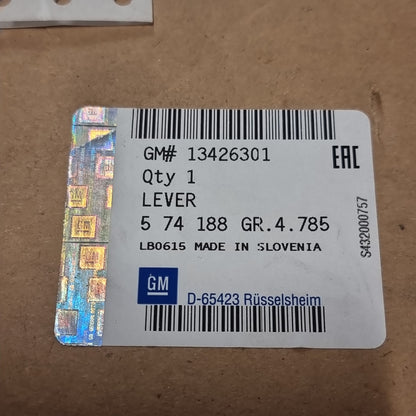 GM# 13426301
EAC
Qty 1
LEVER
5 74 188 GR.4.785
LB0615 MADE IN SLOVENIA
S432000757
GM
D-65423 Rüsselsheim